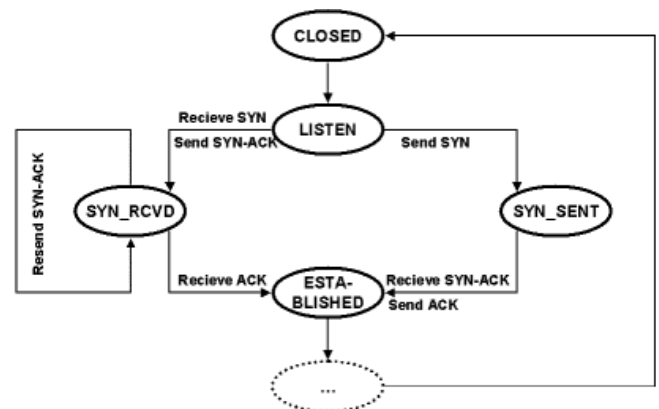 CLOSED
Recieve SYN
Send SYN-ACK
LISTEN
Send SYN
Resend SYN-ACK
SYN_RCVD
SYN_SENT
Recieve ACK
ESTA-
BLISHED
Recieve SYN-ACK
Send ACK
...